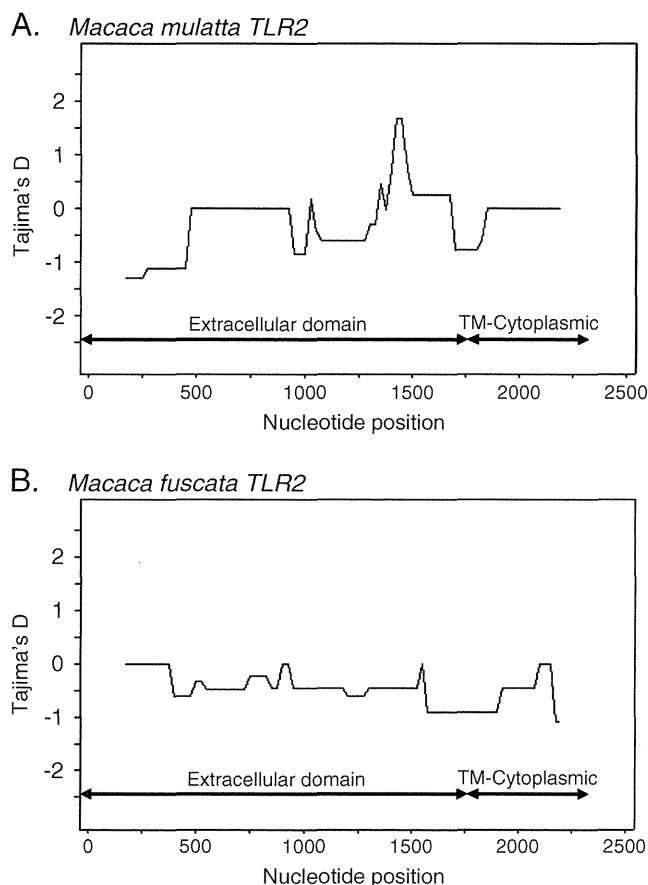 A. Macaca mulatta TLR2
2
1
0
-1
-2
Tajima's D
Extracellular domain
TM-Cytoplasmic
0 500 1000 1500 2000 2500
Nucleotide position
B. Macaca fuscata TLR2
2
1
0
-1
-2
Tajima's D
Extracellular domain
TM-Cytoplasmic
0 500 1000 1500 2000 2500
Nucleotide position